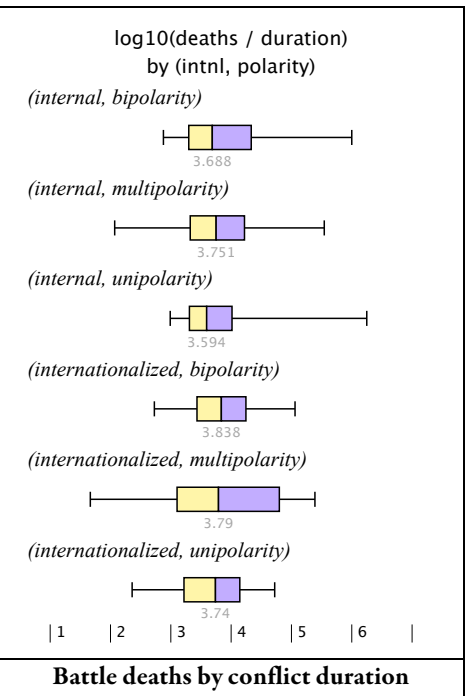 log10(deaths / duration)
by (intnl, polarity)
(internal, bipolarity)
3.688
(internal, multipolarity)
3.751
(internal, unipolarity)
3.594
(internationalized, bipolarity)
3.838
(internationalized, multipolarity)
3.79
(internationalized, unipolarity)
3.74
1 2 3 4 5 6
Battle deaths by conflict duration